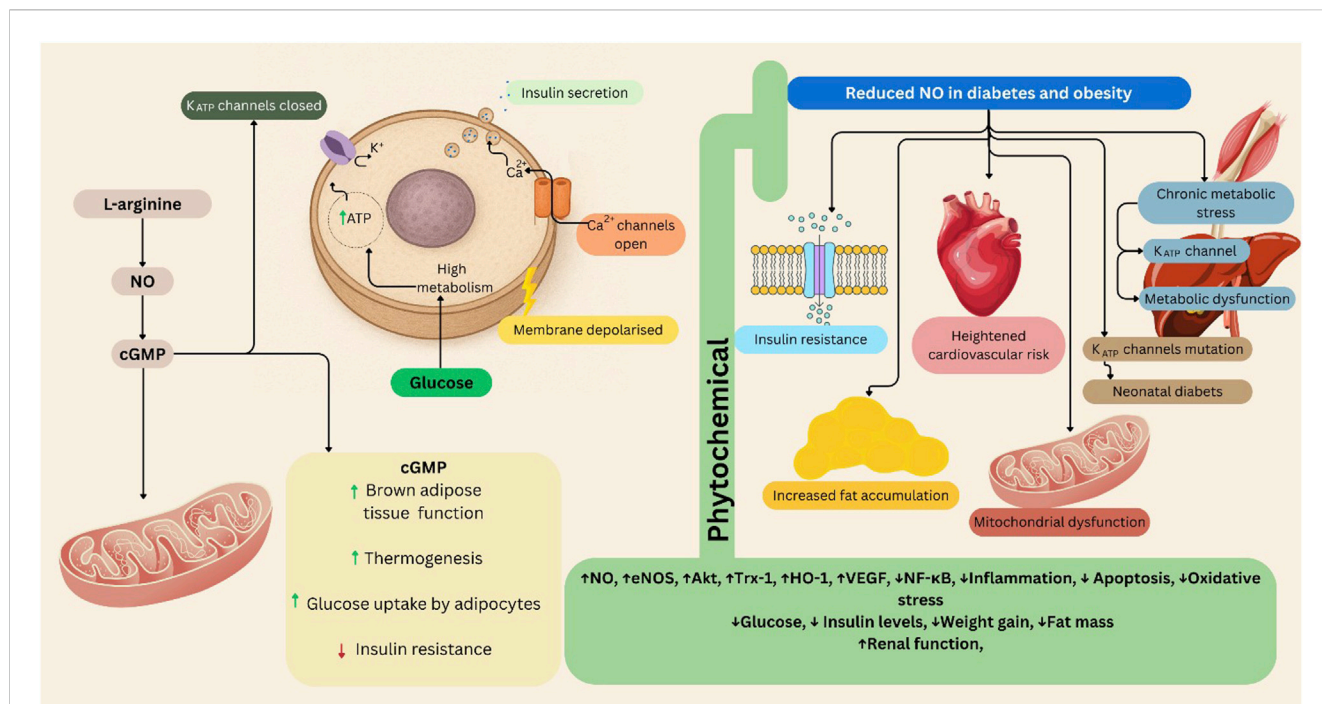 KATP channels closed
Insulin secretion
K+
Ca2+
L-arginine
↑ATP
Ca2+ channels
open
NO
High
metabolism
Membrane depolarised
cGMP
Glucose
cGMP
↑ Brown adipose
tissue function
↑ Thermogenesis
↑ Glucose uptake by adipocytes
↓ Insulin resistance
Phytochemical
Reduced NO in diabetes and obesity
Chronic metabolic
stress
KATP channel
Metabolic dysfunction
Insulin resistance
Heightened
cardiovascular risk
KATP channels mutation
Neonatal diabets
Increased fat accumulation
Mitochondrial dysfunction
↑NO, ↑eNOS, ↑Akt, ↑Trx-1, ↑HO-1, ↑VEGF, ↓NF-κB, ↓Inflammation, ↓ Apoptosis, ↓Oxidative
stress
↓Glucose, ↓ Insulin levels, ↓Weight gain, ↓Fat mass
↑Renal function,